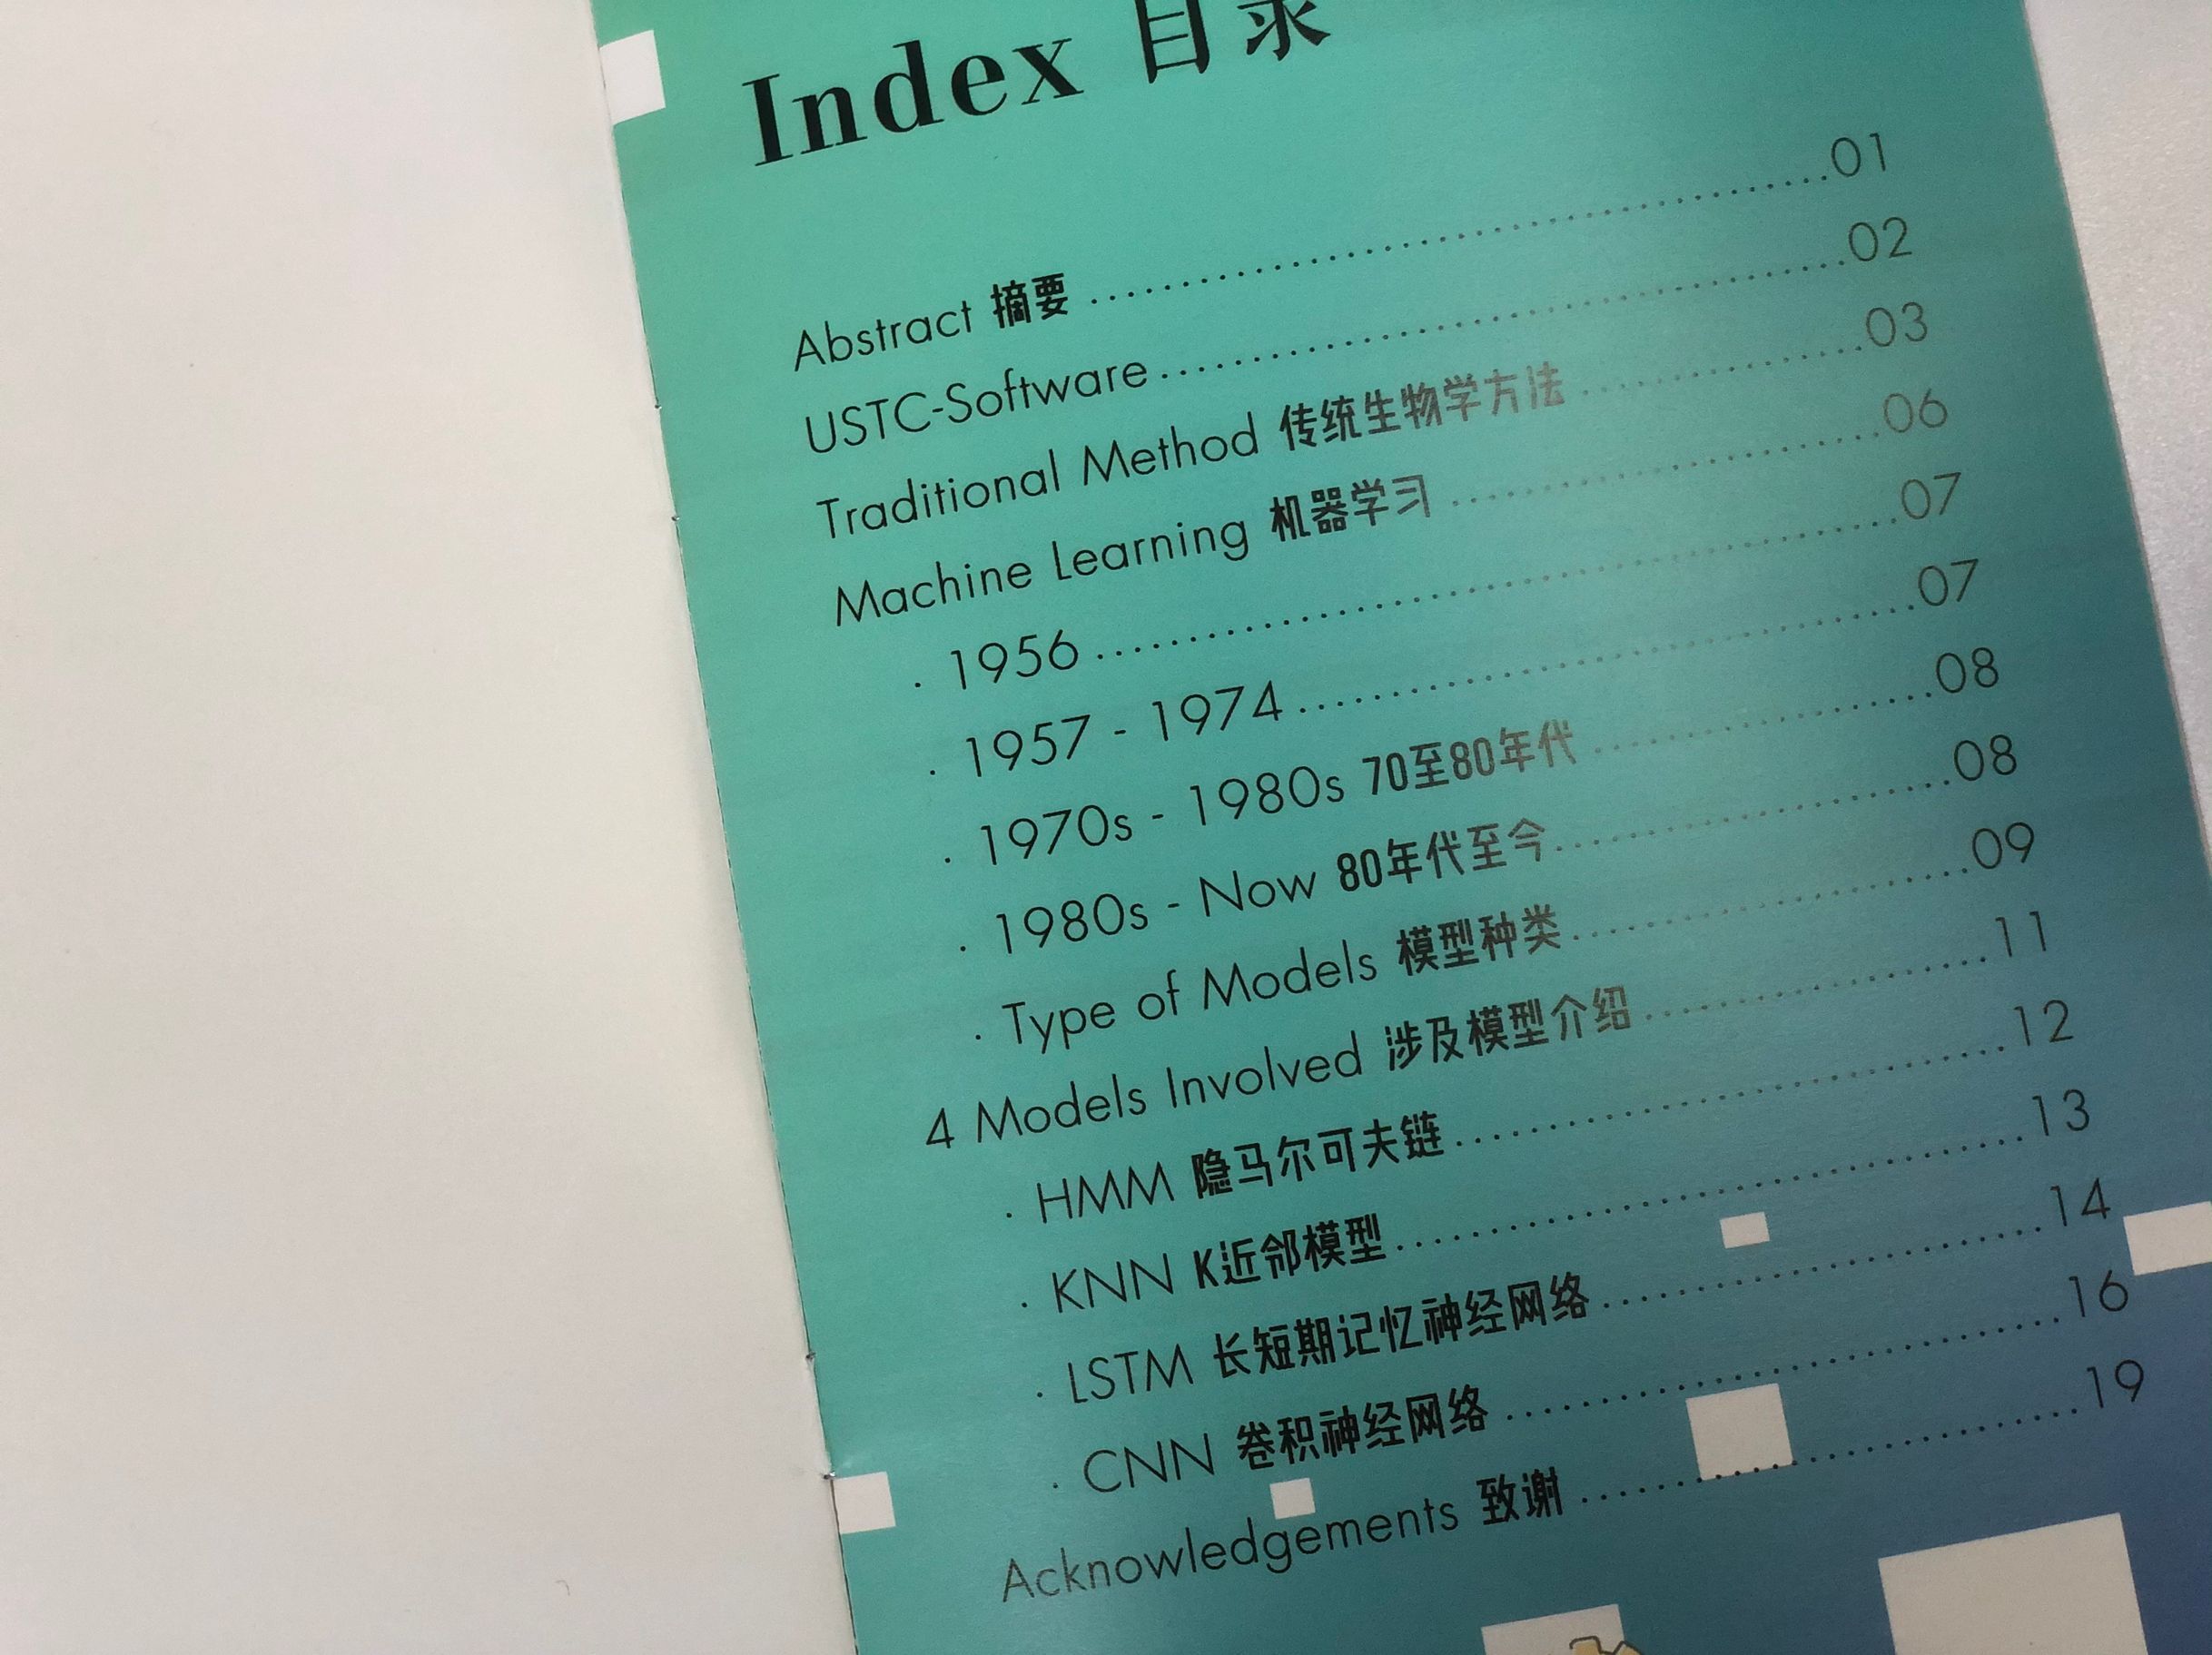 Index 目录
Abstract 摘要 ........................................ 01
USTC-Software ........................................ 02
Traditional Method 传统生物学方法 ........................................ 03
Machine Learning 机器学习 ........................................ 06
. 1956 ........................................ 07
. 1957 - 1974 ........................................ 07
. 1970s - 1980s 70至80年代 ........................................ 08
. 1980s - Now 80年代至今 ........................................ 08
. Type of Models 模型种类 ........................................ 09
4 Models Involved 涉及模型介绍 ........................................ 11
. HMM 隐马尔可夫链 ........................................ 12
. KNN K近邻模型 ........................................ 13
. LSTM 长短期记忆神经网络 ........................................ 14
. CNN 卷积神经网络 ........................................ 16
Acknowledgements 致谢 ........................................ 19